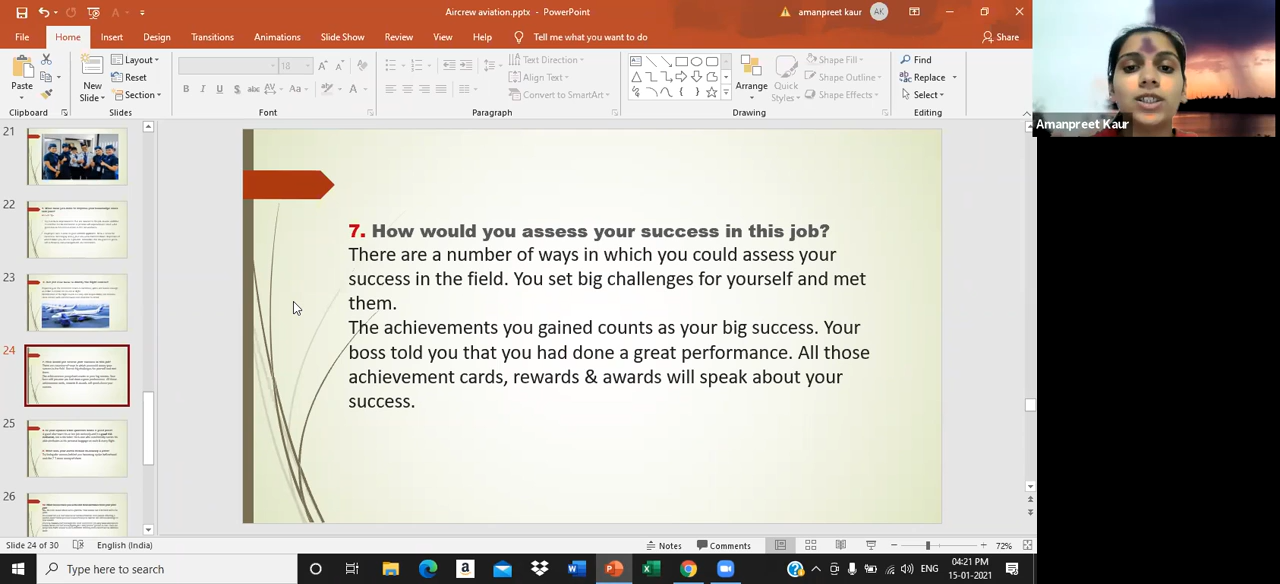 Aircrew aviation.pptx - PowerPoint
amanpreet kaur
AK
File Home Insert Design Transitions Animations Slide Show Review View Help Tell me what you want to do
Share
Paste
Clipboard
New
Slide
Layout
Reset
Section
Slides
18
Font
Text Direction
Align Text
Convert to SmartArt
Paragraph
Arrange
Quick
Styles
Shape Fill
Shape Outline
Shape Effects
Drawing
Find
Replace
Select
Editing
Amanpreet Kaur
21
22
23
24
25
26
7. How would you assess your success in this job?
There are a number of ways in which you could assess your
success in the field. You set big challenges for yourself and met
them.
The achievements you gained counts as your big success. Your
boss told you that you had done a great performance. All those
achievement cards, rewards & awards will speak about your
success.
Slide 24 of 30
English (India)
Notes
Comments
72%
Type here to search
ENG
04:21 PM
15-01-2021